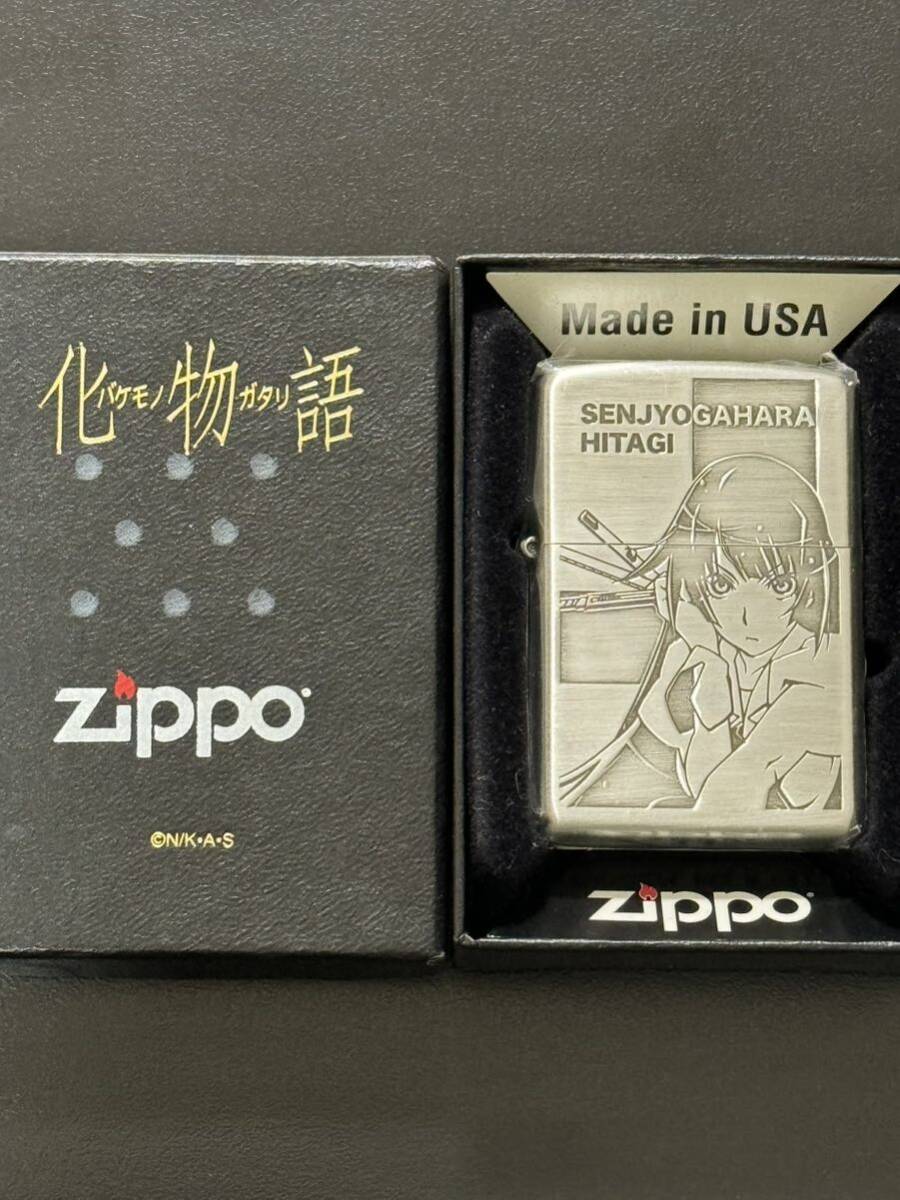 化バケモノ物ガタリ語
zippo
©N/K•A•S
Made in USA
SENJYOGAHARA
HITAGI
zippo